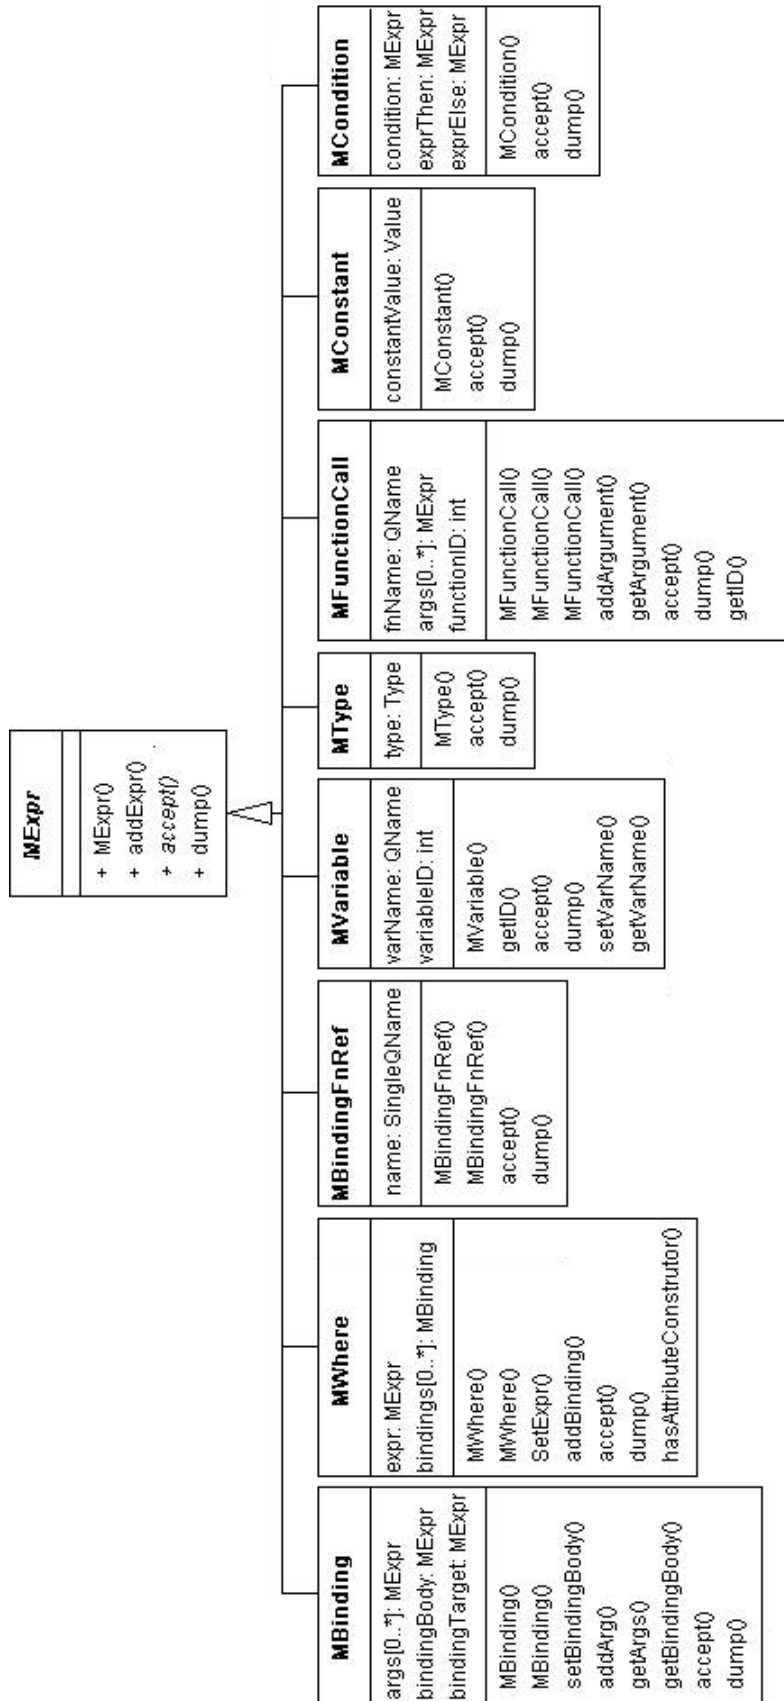 MExpr
+ MExpr()
+ addExpr()
+ accept()
+ dump()
MBinding
args[0..*]: MExpr
bindingBody: MExpr
bindingTarget: MExpr
MBinding()
MBinding()
setBindingBody()
addArg()
getArgs()
getBindingBody()
accept()
dump()
MWhere
expr: MExpr
bindings[0..*]: MBinding
MWhere()
MWhere()
SetExpr()
addBinding()
accept()
dump()
hasAttributeConstrutor()
MBindingFnRef
name: SingleQName
MBindingFnRef()
MBindingFnRef()
accept()
dump()
MVariable
varName: QName
variableID: int
MVariable()
getID()
accept()
dump()
setVarName()
getVarName()
MType
type: Type
MType()
accept()
dump()
MFunctionCall
fnName: QName
args[0..*]: MExpr
functionID: int
MFunctionCall()
MFunctionCall()
MFunctionCall()
addArgument()
getArgument()
accept()
dump()
getID()
MConstant
constantValue: Value
MConstant()
accept()
dump()
MCondition
condition: MExpr
exprThen: MExpr
exprElse: MExpr
MCondition()
accept()
dump()